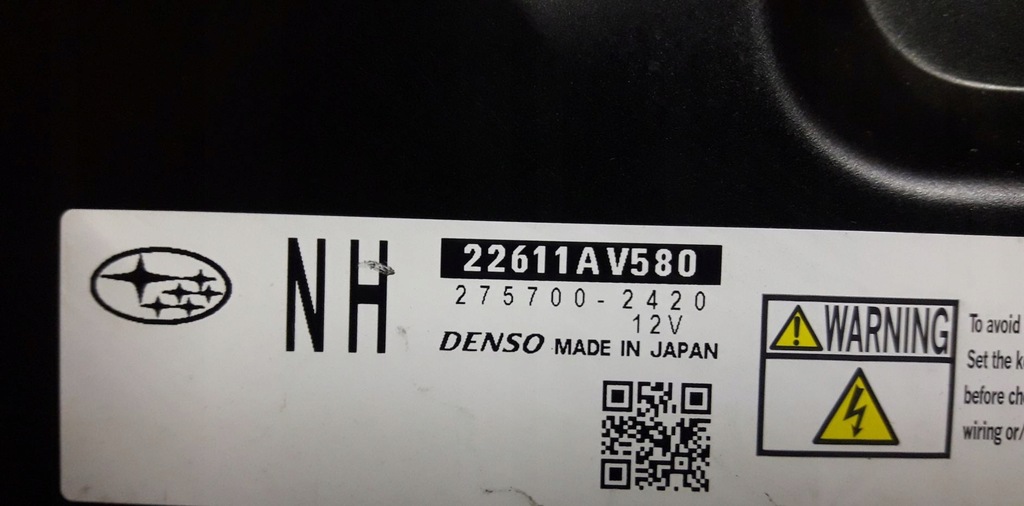 NH
22611AV580
275700-2420
12V
DENSO MADE IN JAPAN
WARNING
To avoid
Set the k
before ch
wiring or/